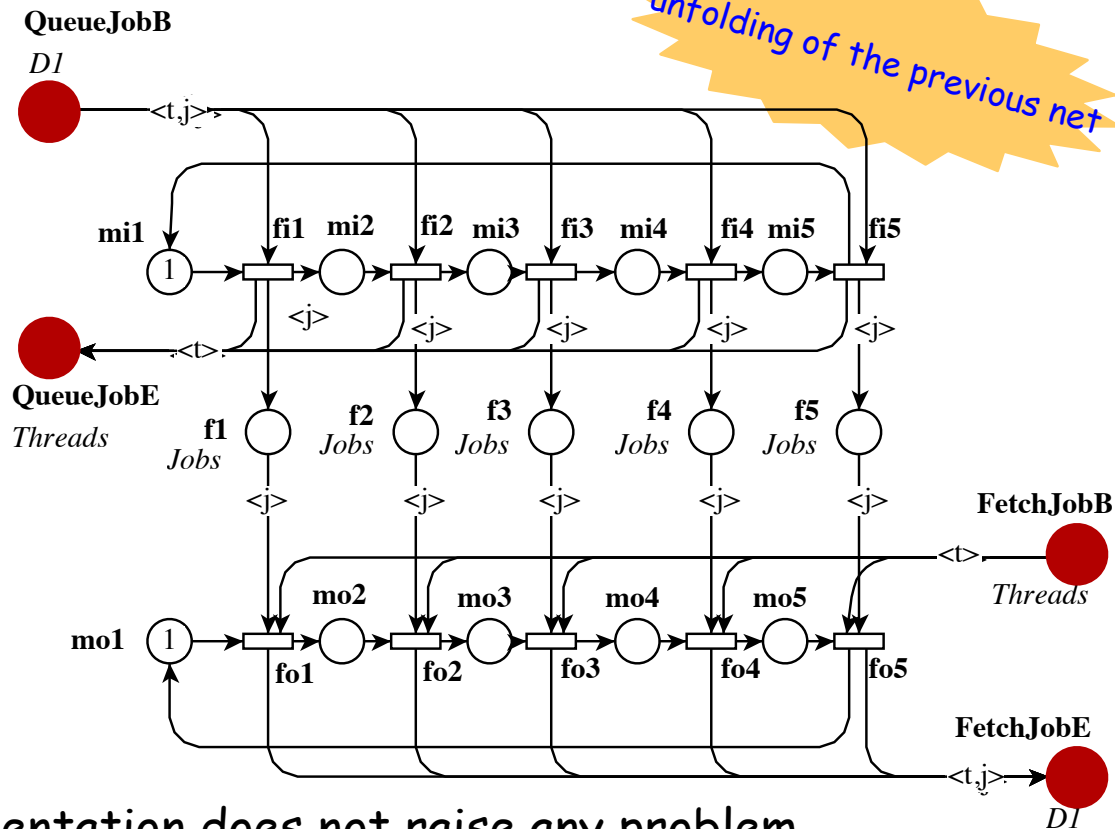 QueueJobB
D1
unfolding of the previous net
<t,j>
mi1
fi1
mi2
fi2
mi3
fi3
mi4
fi4
mi5
fi5
1
<j>
<j>
<j>
<j>
<j>
<t>
QueueJobE
Threads
f1
Jobs
f2
Jobs
f3
Jobs
f4
Jobs
f5
Jobs
<j>
<j>
<j>
<j>
<j>
FetchJobB
<t>
Threads
mo1
1
mo2
mo3
mo4
mo5
fo1
fo2
fo3
fo4
fo5
FetchJobE
<t,j>
D1
entation does not raise any problem